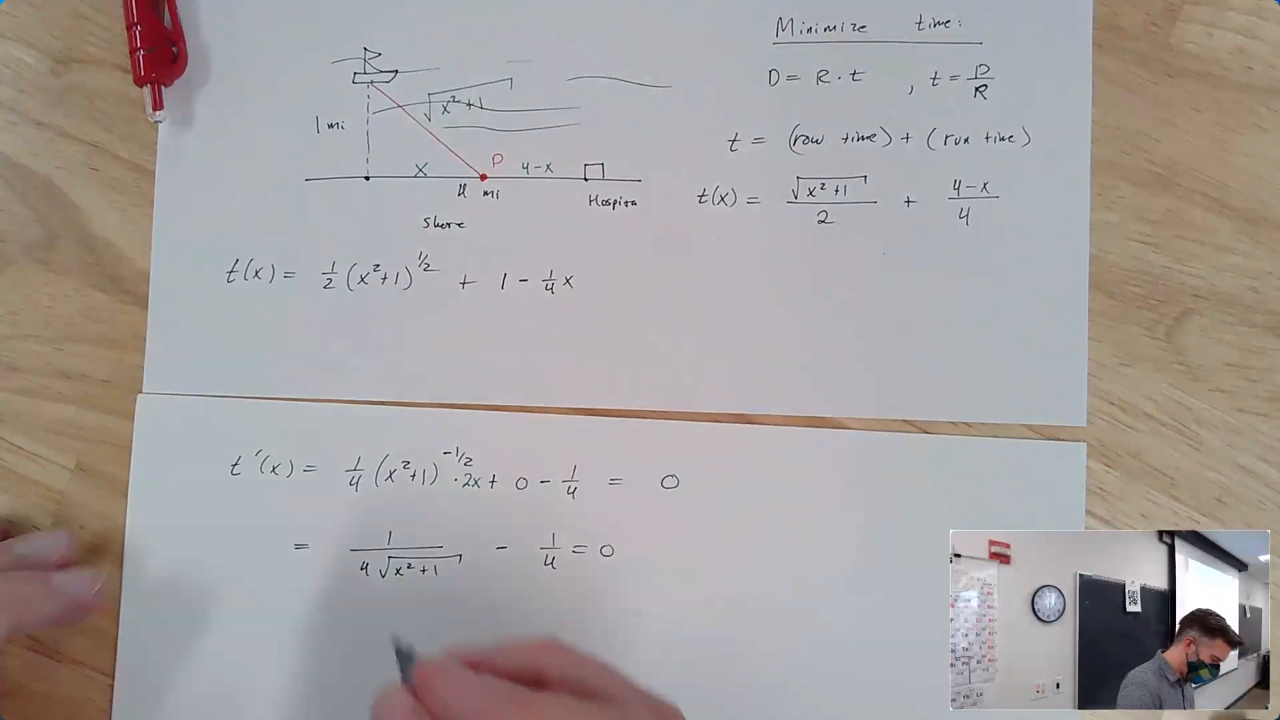 Minimize time:
D = R · t , t = D/R
t = (row time) + (run time)
t(x) = √(x²+1)/2 + (4-x)/4
√(x²+1)
1 mi
x
P
4-x
4 mi
Hospita
Shore
t(x) = 1/2 (x²+1)^1/2 + 1 - 1/4 x
t'(x) = 1/4 (x²+1)^-1/2 · 2x + 0 - 1/4 = 0
= 1/(4√(x²+1)) - 1/4 = 0